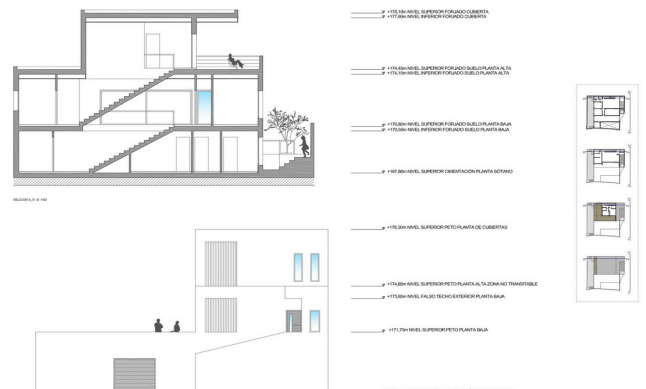 +178,10m NIVEL SUPERIOR FORJADO CUBIERTA
+177,80m NIVEL INFERIOR FORJADO CUBIERTA
+174,45m NIVEL SUPERIOR FORJADO SUELO PLANTA ALTA
+174,15m NIVEL INFERIOR FORJADO SUELO PLANTA ALTA
+170,80m NIVEL SUPERIOR FORJADO SUELO PLANTA BAJA
+170,50m NIVEL INFERIOR FORJADO SUELO PLANTA BAJA
+167,60m NIVEL SUPERIOR CIMENTACIÓN PLANTA SÓTANO
+178,30m NIVEL SUPERIOR PETO PLANTA DE CUBIERTAS
+174,65m NIVEL SUPERIOR PETO PLANTA ALTA ZONA NO TRANSITABLE
+173,80m NIVEL FALSO TECHO EXTERIOR PLANTA BAJA
+171,75m NIVEL SUPERIOR PETO PLANTA BAJA